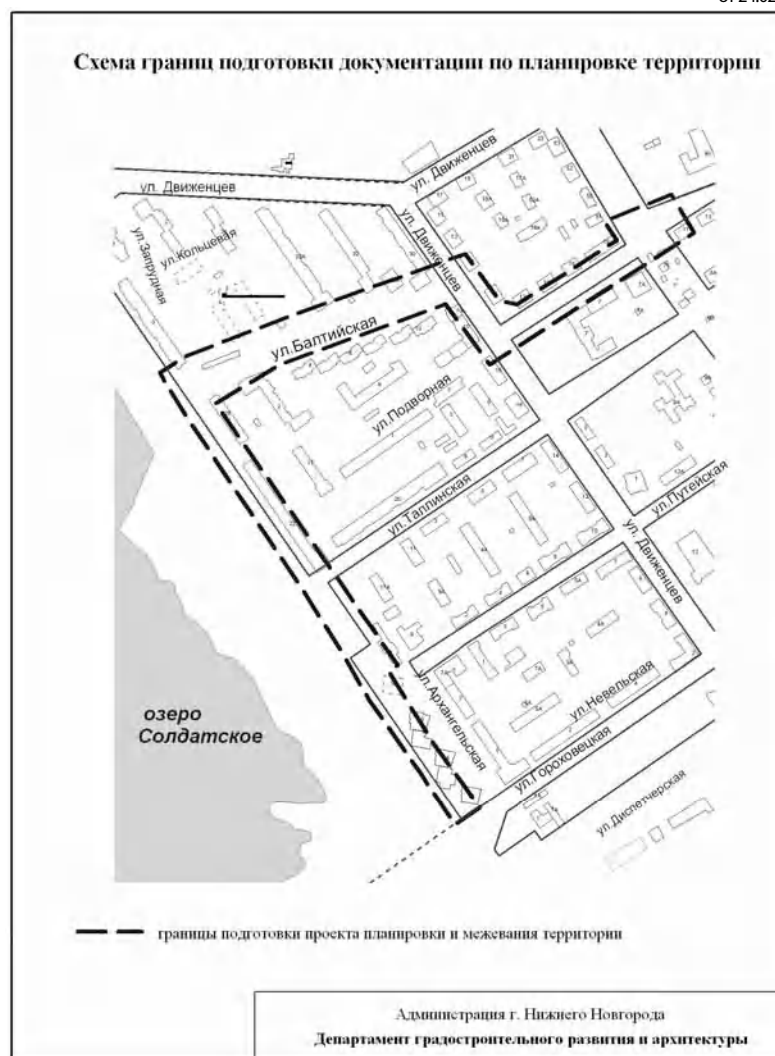 Схема границ подготовки документации по планировке территории
ул. Движенцев
ул. Движенцев
ул. Движенцев
ул.Кольцевая
ул.Запрудная
ул.Балтийская
ул.Подворная
ул.Таллинская
ул.Путейская
ул. Движенцев
ул.Архангельская
ул.Невельская
ул.Гороховецкая
ул.Диспетчерская
озеро
Солдатское
границы подготовки проекта планировки и межевания территории
Администрация г. Нижнего Новгорода
Департамент градостроительного развития и архитектуры